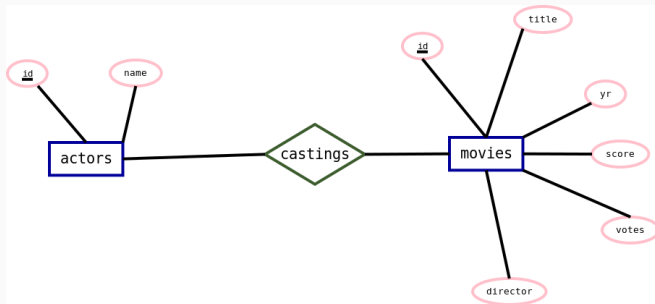 title
id
id
name
yr
actors
castings
movies
score
votes
director